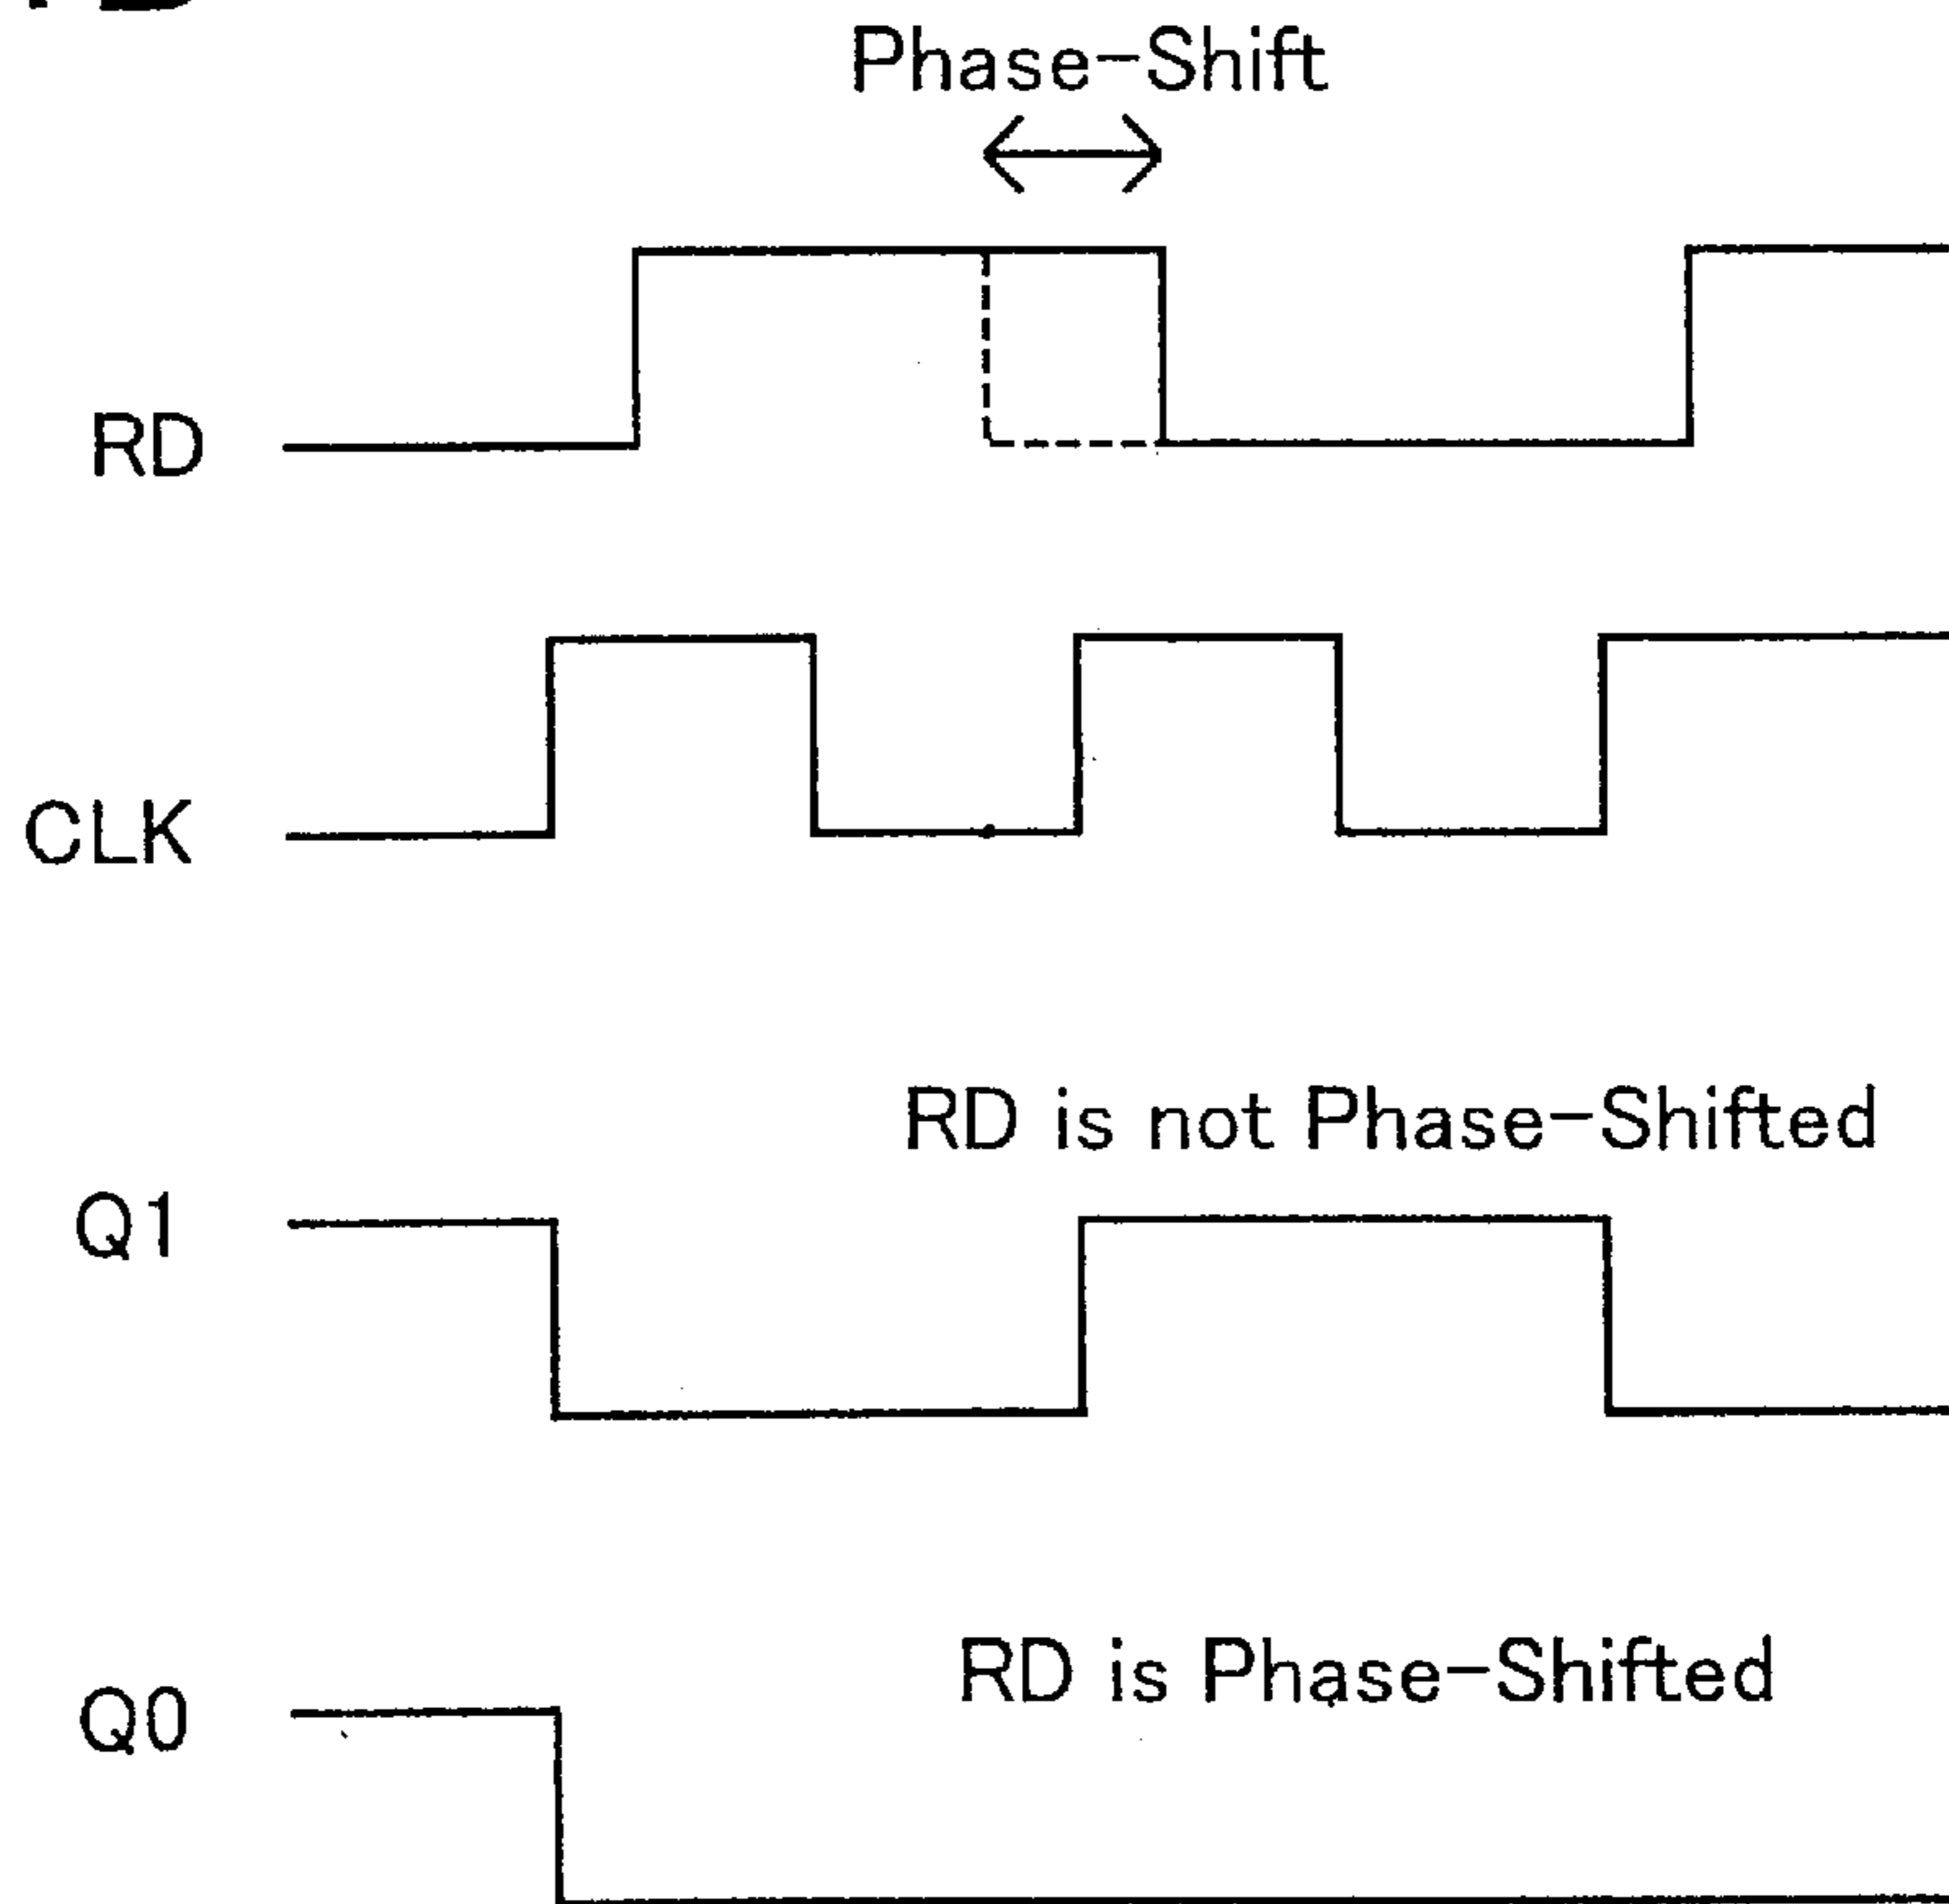 Phase-Shift
RD
CLK
RD is not Phase-Shifted
Q1
RD is Phase-Shifted
Q0